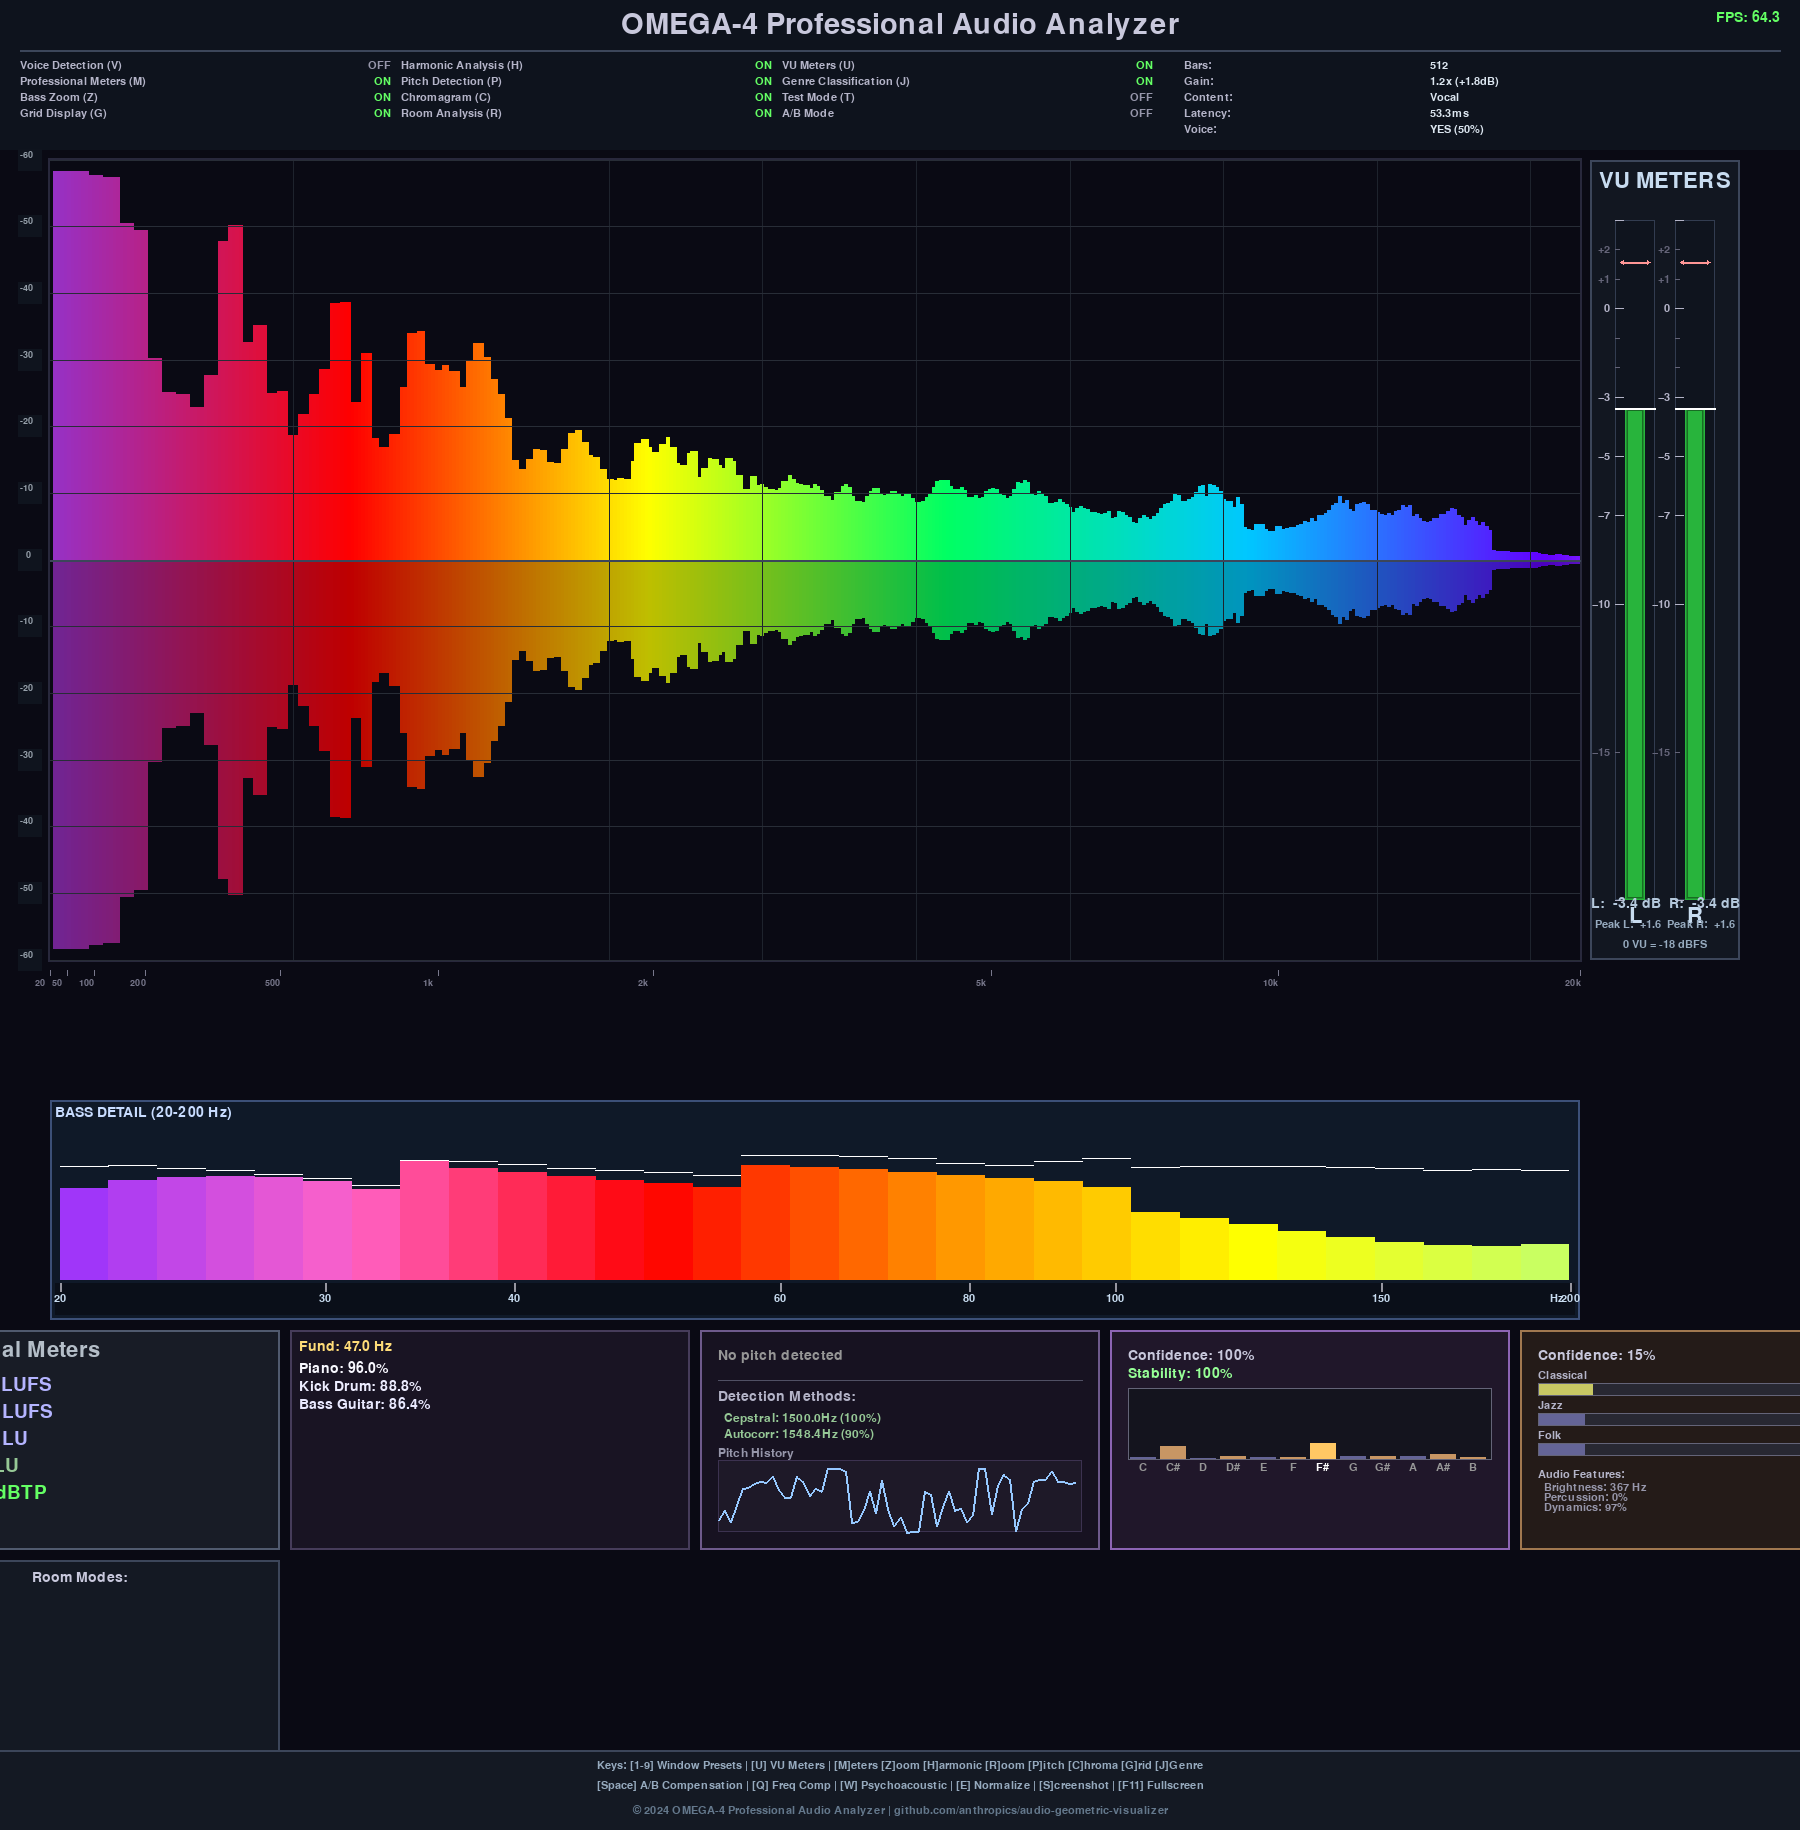 OMEGA-4 Professional Audio Analyzer
FPS: 64.3
Voice Detection (V) OFF Harmonic Analysis (H) ON VU Meters (U) ON Bars: 512
Professional Meters (M) ON Pitch Detection (P) ON Genre Classification (J) ON Gain: 1.2x (+1.8dB)
Bass Zoom (Z) ON Chromagram (C) ON Test Mode (T) OFF Content: Vocal
Grid Display (G) ON Room Analysis (R) ON A/B Mode OFF Latency: 53.3ms
Voice: YES (50%)
-60
-50
-40
-30
-20
-10
0
-10
-20
-30
-40
-50
-60
20 50 100 200 500 1k 2k 5k 10k 20k
VU METERS
+2 +2
+1 +1
0 0
-3 -3
-5 -5
-7 -7
-10 -10
-15 -15
L: -3.4 dB R: -3.4 dB
L R
Peak L: +1.6 Peak R: +1.6
0 VU = -18 dBFS
BASS DETAIL (20-200 Hz)
20 30 40 60 80 100 150 Hz200
al Meters
LUFS
LUFS
LU
LU
dBTP
Fund: 47.0 Hz
Piano: 96.0%
Kick Drum: 88.8%
Bass Guitar: 86.4%
No pitch detected
Detection Methods:
Cepstral: 1500.0Hz (100%)
Autocorr: 1548.4Hz (90%)
Pitch History
Confidence: 100%
Stability: 100%
C C# D D# E F F# G G# A A# B
Confidence: 15%
Classical
Jazz
Folk
Audio Features:
Brightness: 367 Hz
Percussion: 0%
Dynamics: 97%
Room Modes:
Keys: [1-9] Window Presets | [U] VU Meters | [M]eters [Z]oom [H]armonic [R]oom [P]itch [C]hroma [G]rid [J]Genre
[Space] A/B Compensation | [Q] Freq Comp | [W] Psychoacoustic | [E] Normalize | [S]creenshot | [F11] Fullscreen
© 2024 OMEGA-4 Professional Audio Analyzer | github.com/anthropics/audio-geometric-visualizer